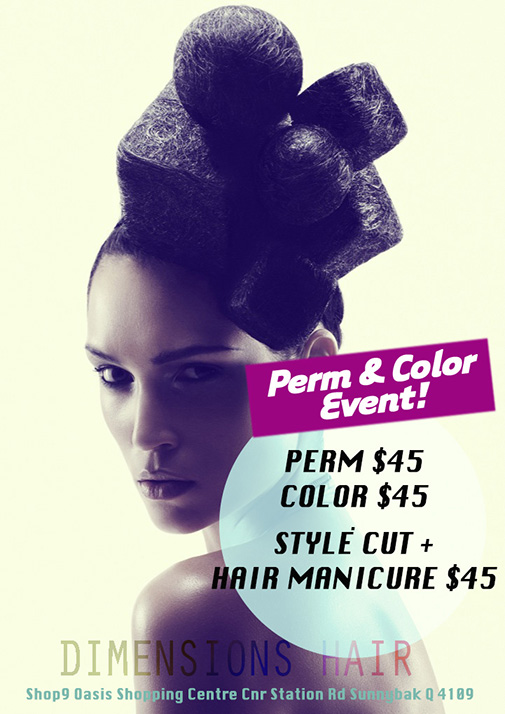 Perm & Color
Event!
PERM $45
COLOR $45
STYLE CUT +
HAIR MANICURE $45
DIMENSIONS HAIR
Shop9 Oasis Shopping Centre Cnr Station Rd Sunnybak Q 4109